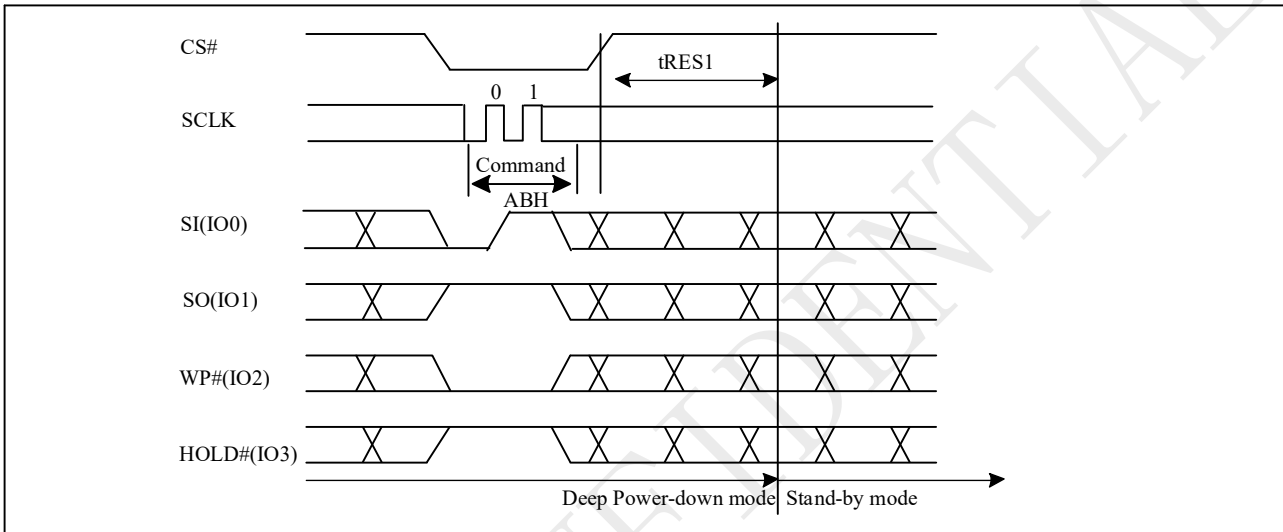 CS#
tRES1
0 1
SCLK
Command
ABH
SI(IO0)
SO(IO1)
WP#(IO2)
HOLD#(IO3)
Deep Power-down mode Stand-by mode
IDENTIAL